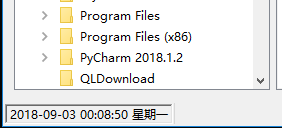 Program Files
Program Files (x86)
PyCharm 2018.1.2
QLDownload
2018-09-03 00:08:50 星期一